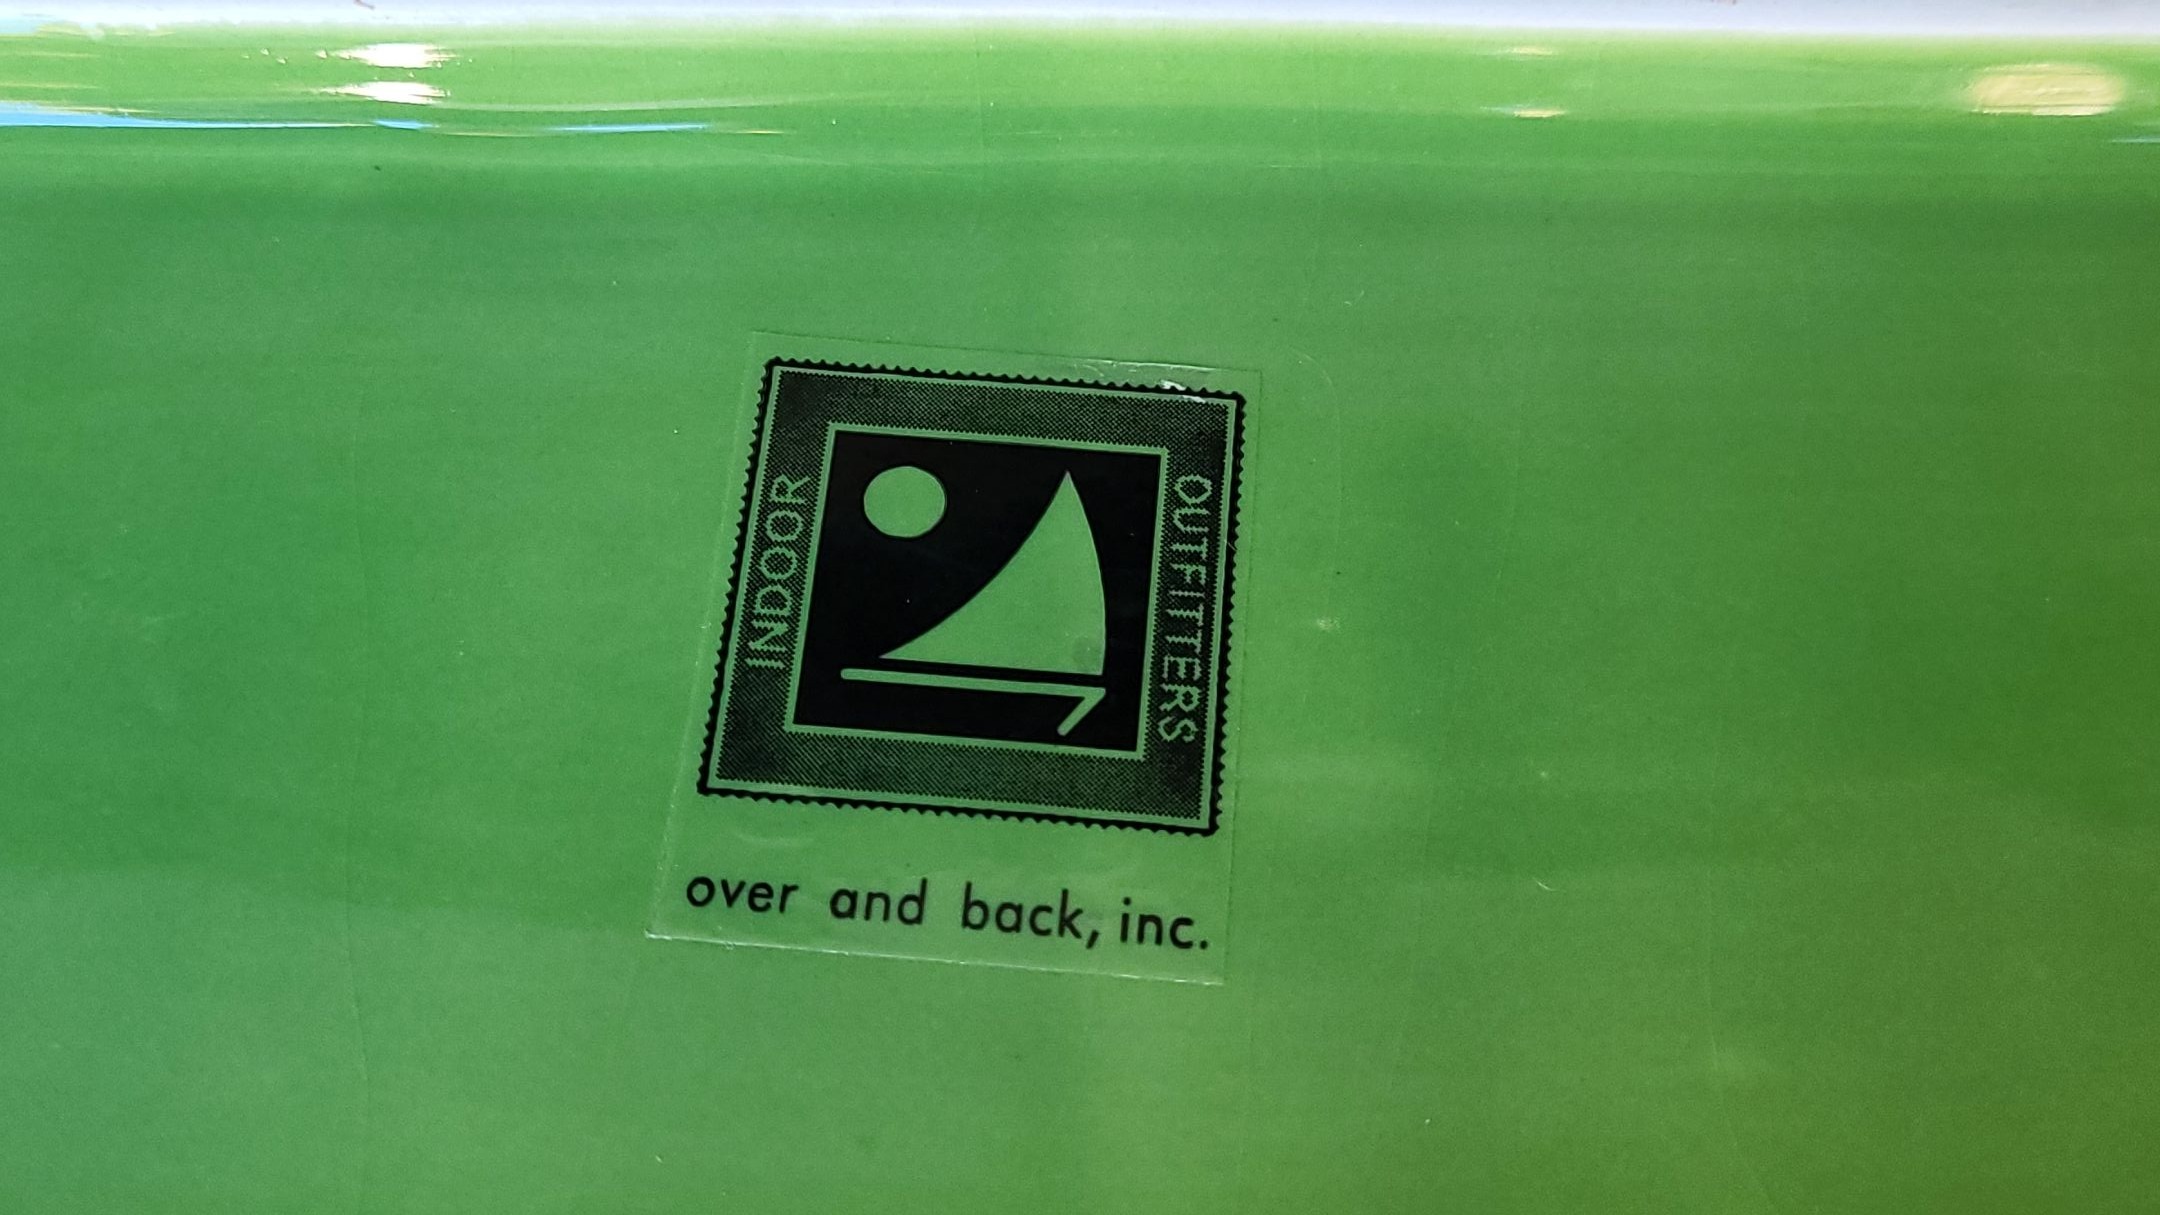 INDOOR
OUTFITTERS
over and back, inc.